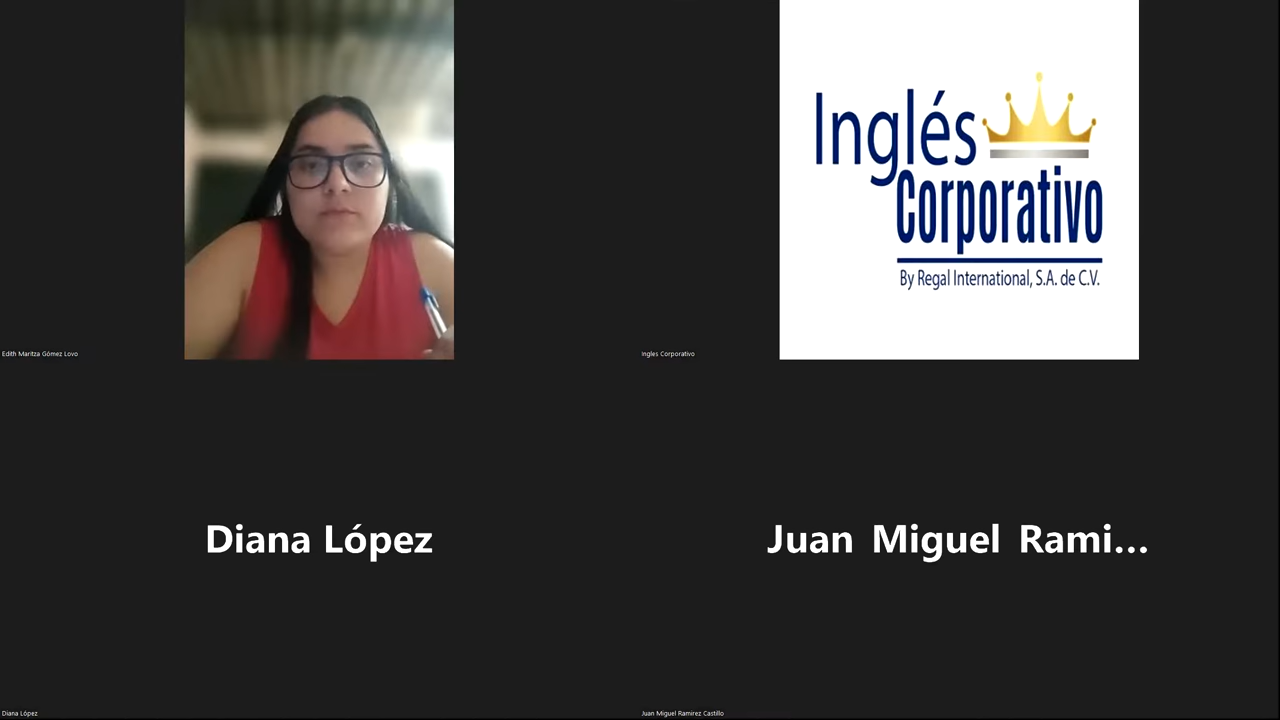 Inglés
Corporativo
By Regal International, S.A. de C.V.
Edith Maritza Gómez Lovo
Ingles Corporativo
Diana López
Juan Miguel Rami...
Diana López
Juan Miguel Ramirez Castillo